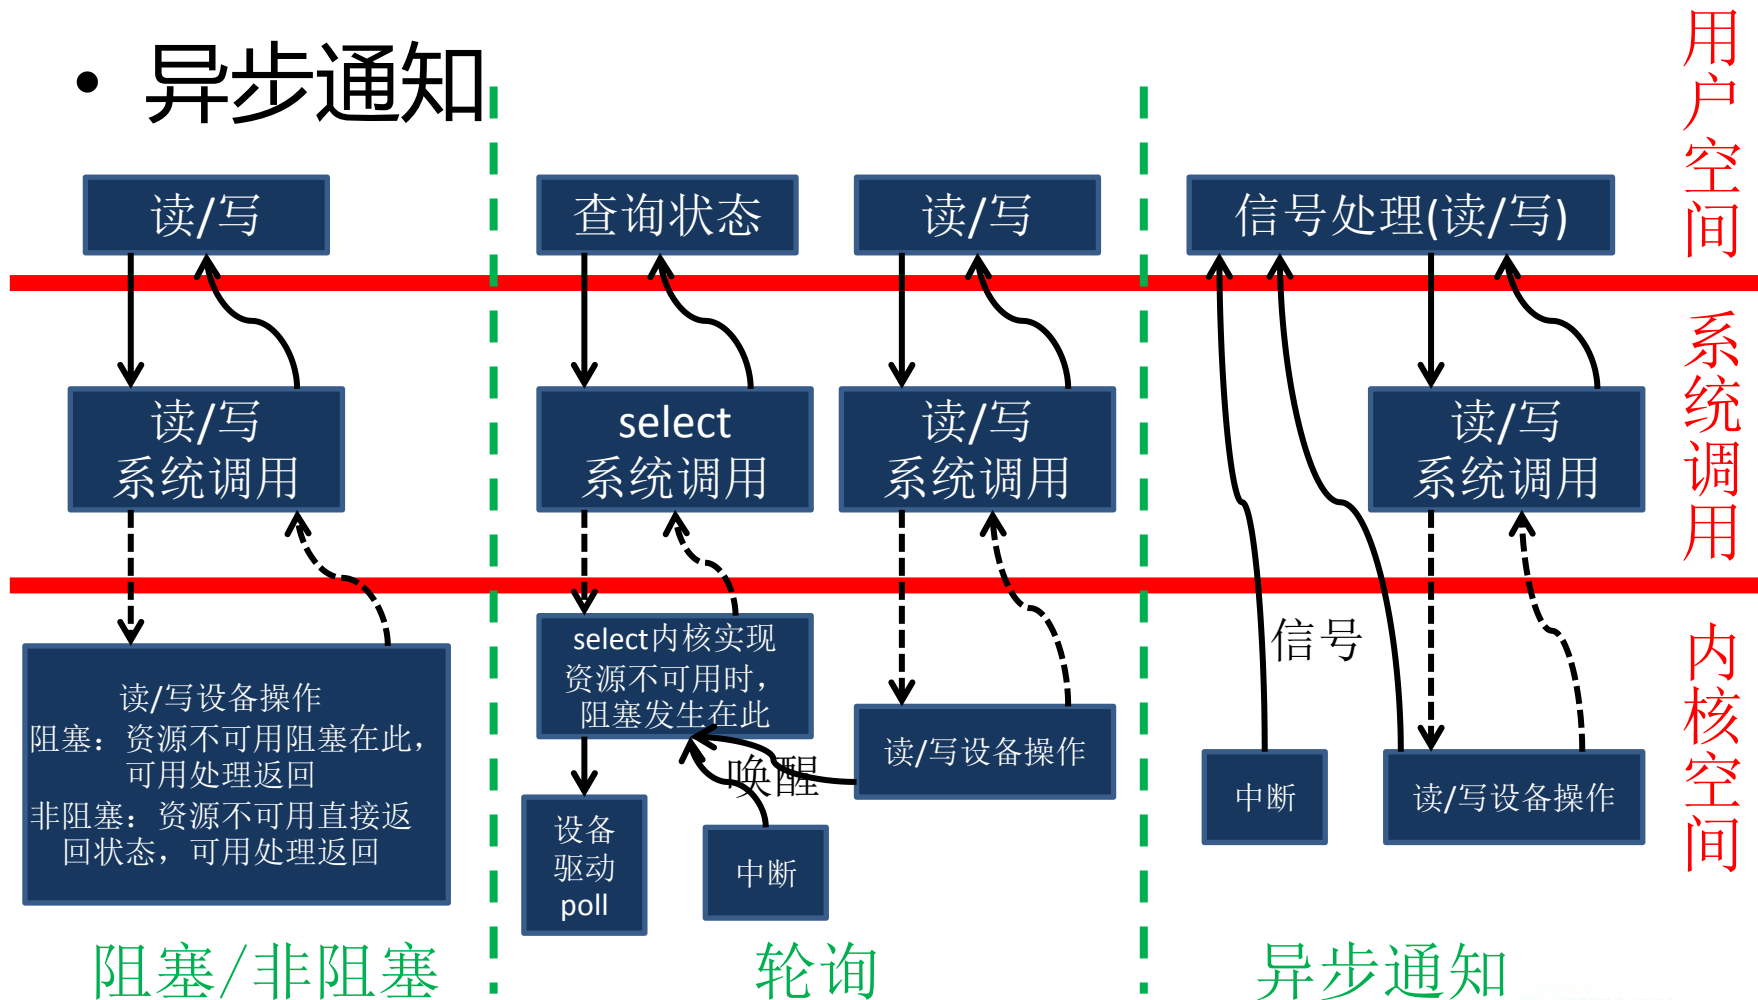 • 异步通知
用户空间
系统调用
内核空间
读/写
读/写
系统调用
读/写设备操作
阻塞：资源不可用阻塞在此，
可用处理返回
非阻塞：资源不可用直接返
回状态，可用处理返回
阻塞/非阻塞
查询状态
读/写
select
系统调用
读/写
系统调用
select内核实现
资源不可用时，
阻塞发生在此
读/写设备操作
唤醒
设备
驱动
poll
中断
轮询
信号处理(读/写)
读/写
系统调用
信号
中断
读/写设备操作
异步通知